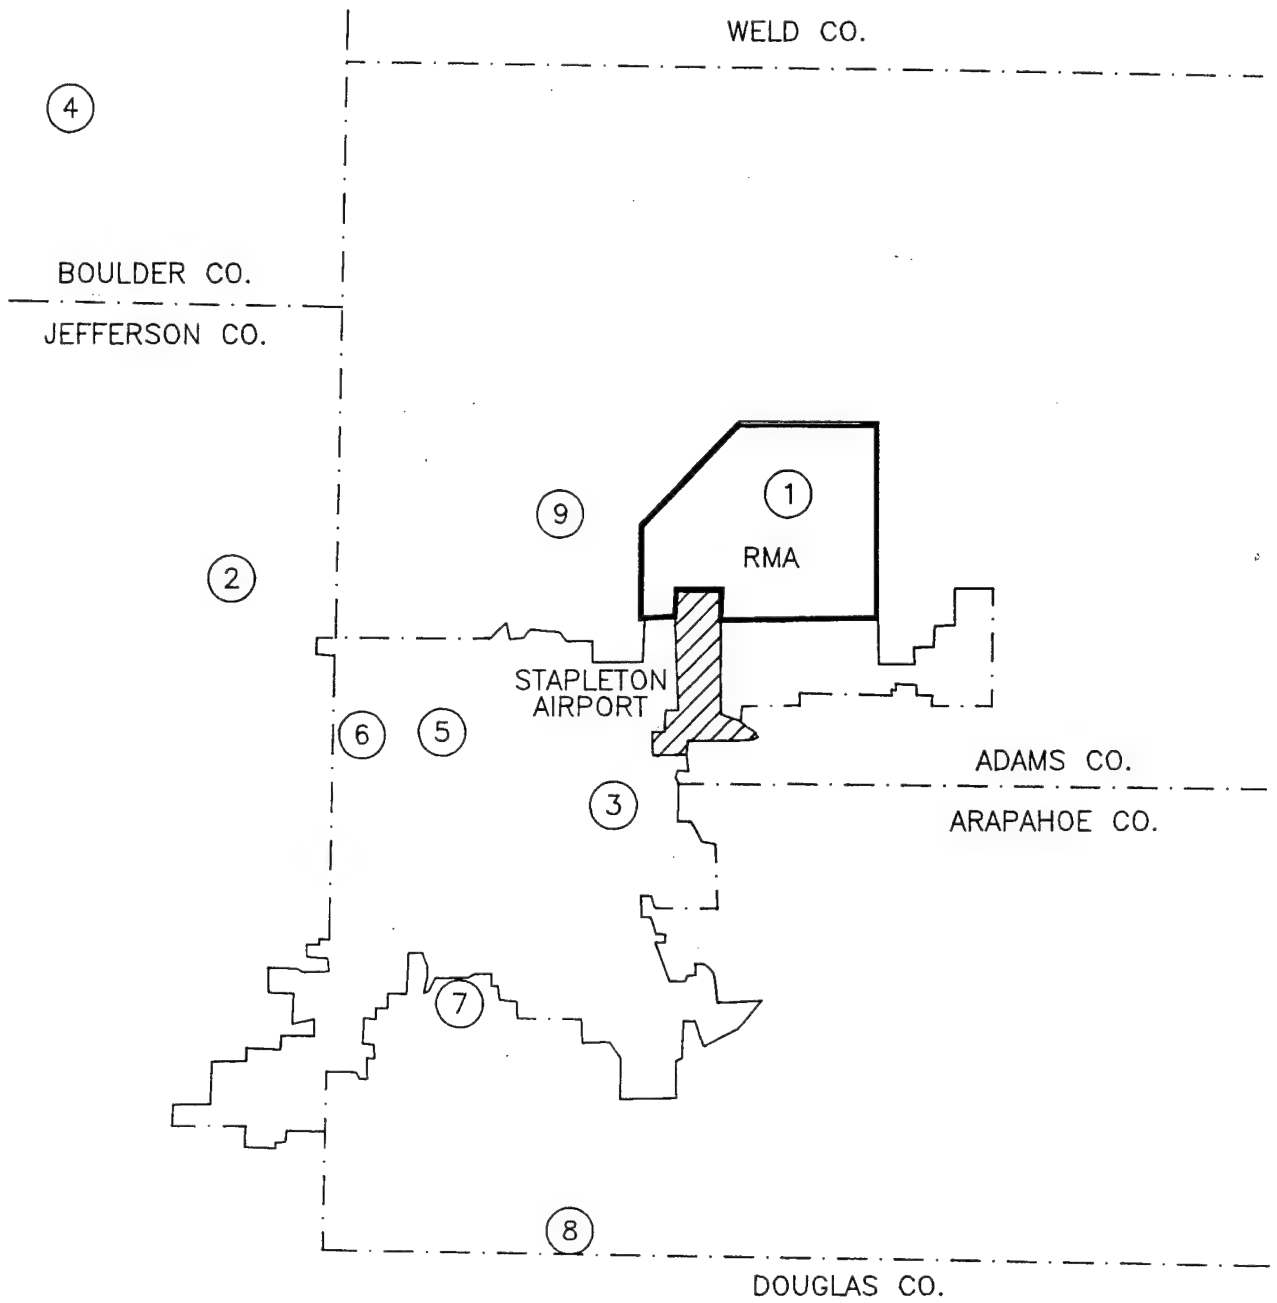 WELD CO.
4
BOULDER CO.
JEFFERSON CO.
1
9
RMA
2
STAPLETON
AIRPORT
6
5
ADAMS CO.
3
ARAPAHOE CO.
7
8
DOUGLAS CO.